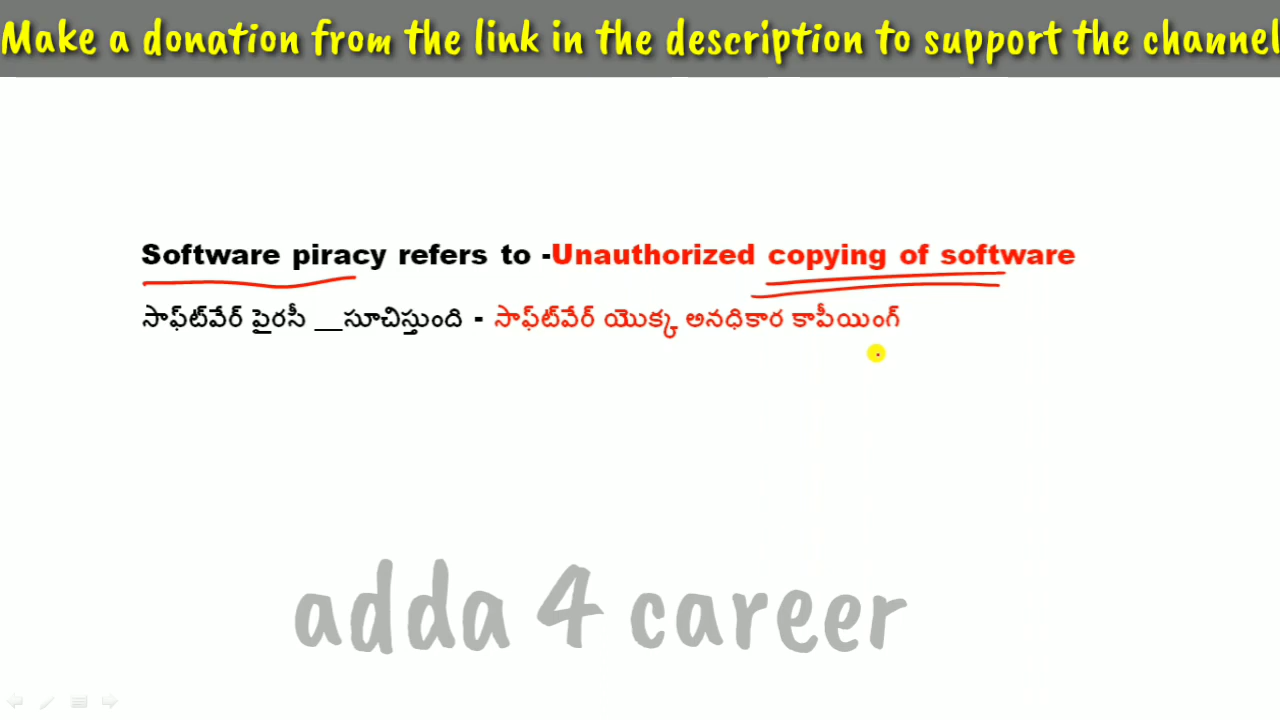 Make a donation from the link in the description to support the channel
Software piracy refers to -Unauthorized copying of software
సాఫ్ట్‌వేర్ పైరసీ __సూచిస్తుంది - సాఫ్ట్‌వేర్ యొక్క అనధికార కాపీయింగ్
adda 4 career